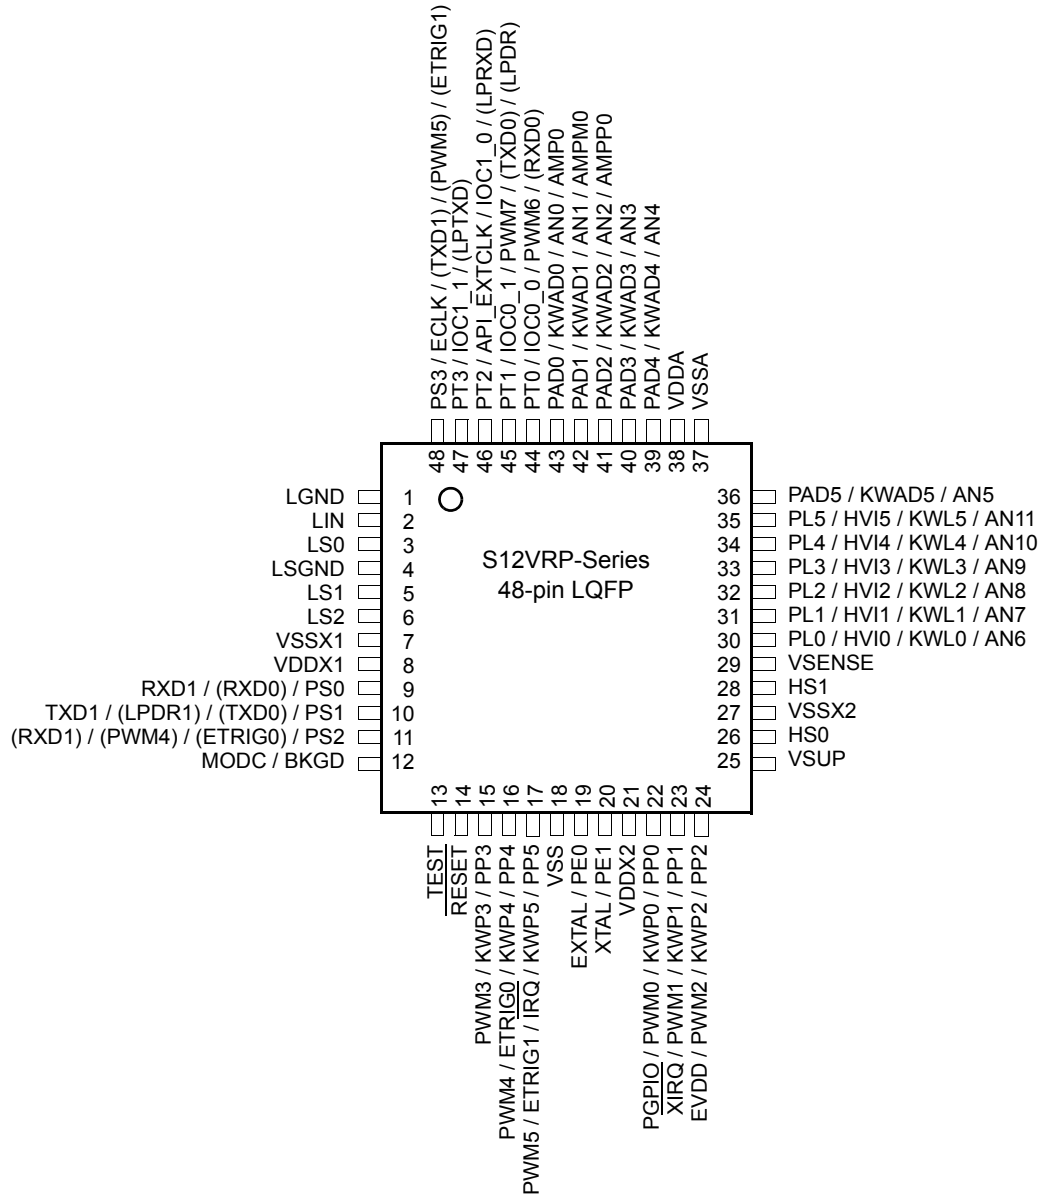 PS3 / ECLK / (TXD1) / (PWM5) / (ETRIG1)
PT3 / IOC1_1 / (LPTXD)
PT2 / API_EXTCLK / IOC1_0 / (LPRXD)
PT1 / IOC0_1 / PWM7 / (TXD0) / (LPDR)
PT0 / IOC0_0 / PWM6 / (RXD0)
PAD0 / KWAD0 / AN0 / AMP0
PAD1 / KWAD1 / AN1 / AMPM0
PAD2 / KWAD2 / AN2 / AMPP0
PAD3 / KWAD3 / AN3
PAD4 / KWAD4 / AN4
VDDA
VSSA
48
47
46
45
44
43
42
41
40
39
38
37
LGND 1
LIN 2
LS0 3
LSGND 4
LS1 5
LS2 6
VSSX1 7
VDDX1 8
RXD1 / (RXD0) / PS0 9
TXD1 / (LPDR1) / (TXD0) / PS1 10
(RXD1) / (PWM4) / (ETRIG0) / PS2 11
MODC / BKGD 12
S12VRP-Series
48-pin LQFP
36 PAD5 / KWAD5 / AN5
35 PL5 / HVI5 / KWL5 / AN11
34 PL4 / HVI4 / KWL4 / AN10
33 PL3 / HVI3 / KWL3 / AN9
32 PL2 / HVI2 / KWL2 / AN8
31 PL1 / HVI1 / KWL1 / AN7
30 PL0 / HVI0 / KWL0 / AN6
29 VSENSE
28 HS1
27 VSSX2
26 HS0
25 VSUP
13
14
15
16
17
18
19
20
21
22
23
24
TEST
RESET
PWM3 / KWP3 / PP3
PWM4 / ETRIG0 / KWP4 / PP4
PWM5 / ETRIG1 / IRQ / KWP5 / PP5
VSS
EXTAL / PE0
XTAL / PE1
VDDX2
PGPIO / PWM0 / KWP0 / PP0
XIRQ / PWM1 / KWP1 / PP1
EVDD / PWM2 / KWP2 / PP2